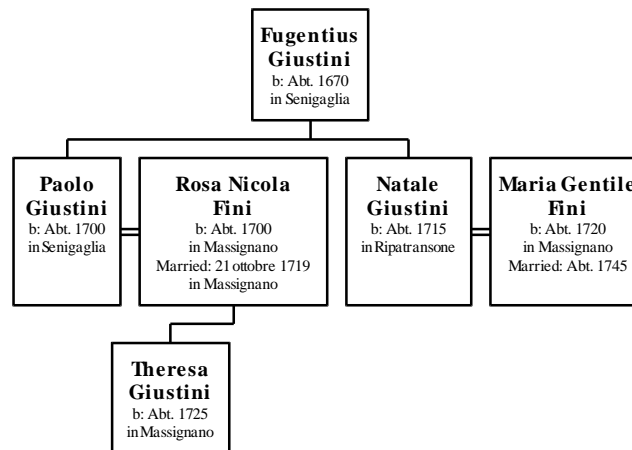 Fugentius
Giustini
b: Abt. 1670
in Senigaglia
Paolo
Giustini
b: Abt. 1700
in Senigaglia
Rosa Nicola
Fini
b: Abt. 1700
in Massignano
Married: 21 ottobre 1719
in Massignano
Natale
Giustini
b: Abt. 1715
in Ripatransone
Maria Gentile
Fini
b: Abt. 1720
in Massignano
Married: Abt. 1745
Theresa
Giustini
b: Abt. 1725
in Massignano